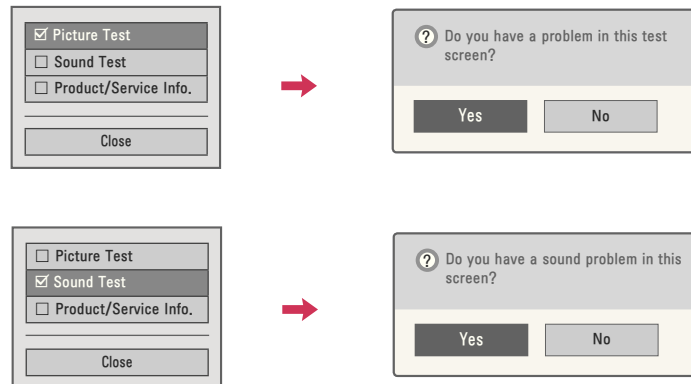 Picture Test
Sound Test
Product/Service Info.
Close
Do you have a problem in this test
screen?
Yes
No
Picture Test
Sound Test
Product/Service Info.
Close
Do you have a sound problem in this
screen?
Yes
No